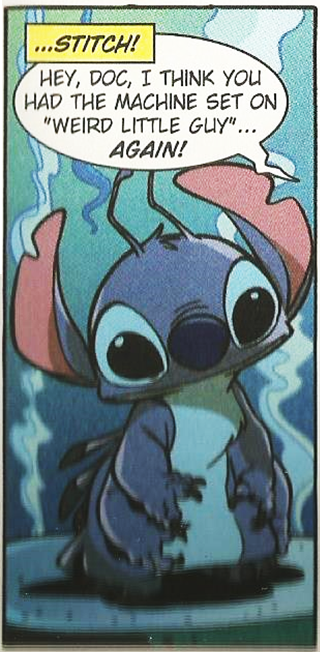 ...STITCH!
HEY, DOC, I THINK YOU
HAD THE MACHINE SET ON
"WEIRD LITTLE GUY"...
AGAIN!